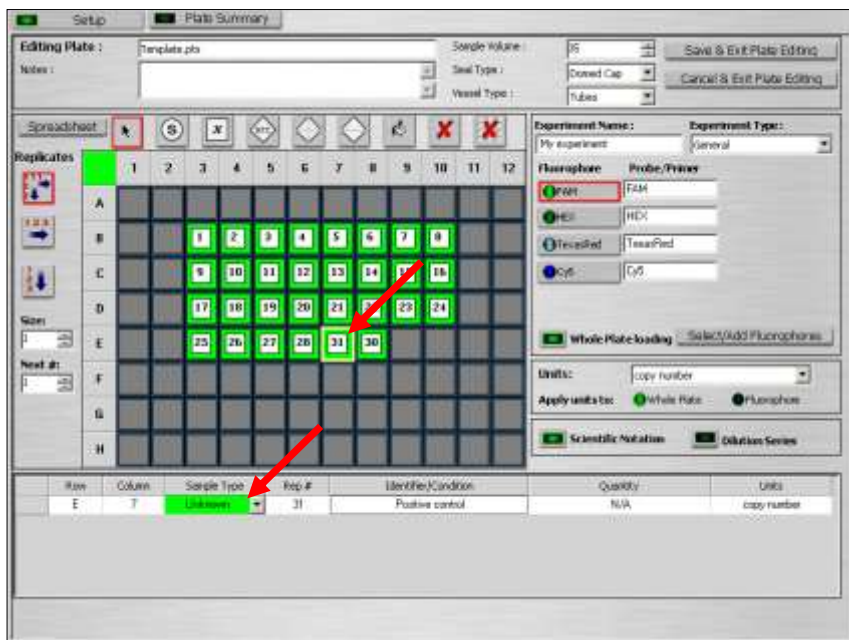 Setup Plate Summary
Editing Plate : Template.pts Sample Volume : 15 Save & Exit Plate Editing
Notes : Seal Type : Domed Cap Cancel & Exit Plate Editing
Vessel Type : Tubes
Spreadsheet S x NTC Experiment Name : Experiment Type :
My experiment General
Replicates 1 2 3 4 5 6 7 8 9 10 11 12 Fluorophore Probe/Primer
A FAM FAM
B 1 2 3 4 5 6 7 8 HEX HEX
TexasRed TexasRed
C 9 10 11 12 13 14 15 16 Cy5 Cy5
D 17 18 19 20 21 22 23 24
Size:
1 E 25 26 27 28 31 30 Whole Plate loading Select/Add Fluorophores
Next #:
1 F Units: copy number
G Apply units to: Whole Plate Fluorophore
H Scientific Notation Dilution Series
Row Column Sample Type Rep # Identifier/Condition Quantity Units
E 7 Unknown 31 Positive control N/A copy number